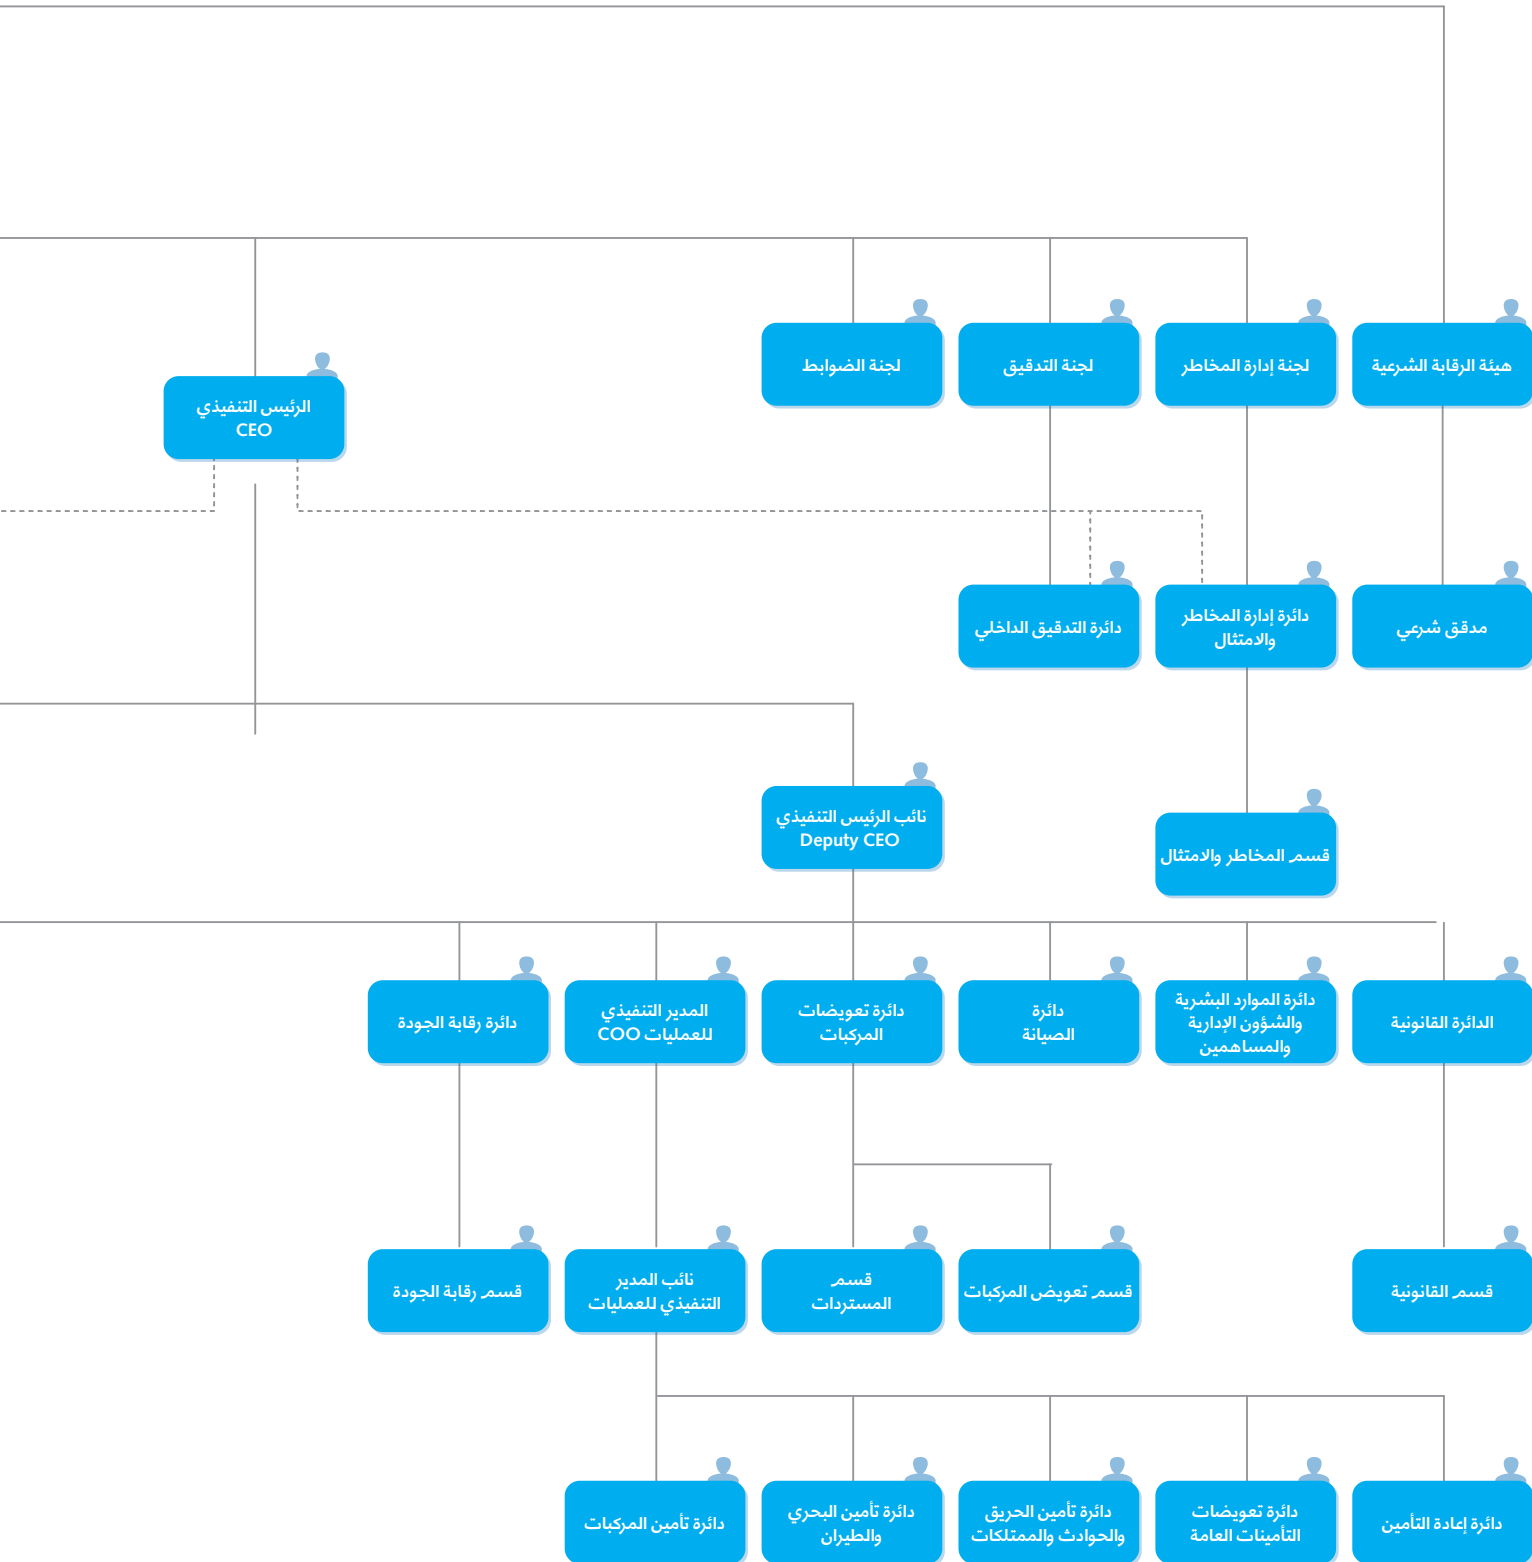 هيئة الرقابة الشرعية
لجنة إدارة المخاطر
لجنة التدقيق
لجنة الضوابط
الرئيس التنفيذي
CEO
مدقق شرعي
دائرة إدارة المخاطر
والامتثال
دائرة التدقيق الداخلي
نائب الرئيس التنفيذي
Deputy CEO
قسم المخاطر والامتثال
الدائرة القانونية
دائرة الموارد البشرية
والشؤون الإدارية
والمساهمين
دائرة
الصيانة
دائرة تعويضات
المركبات
المدير التنفيذي
للعمليات COO
دائرة رقابة الجودة
قسم القانونية
قسم تعويض المركبات
قسم
المستردات
نائب المدير
التنفيذي للعمليات
قسم رقابة الجودة
دائرة إعادة التأمين
دائرة تعويضات
التأمينات العامة
دائرة تأمين الحريق
والحوادث والممتلكات
دائرة تأمين البحري
والطيران
دائرة تأمين المركبات